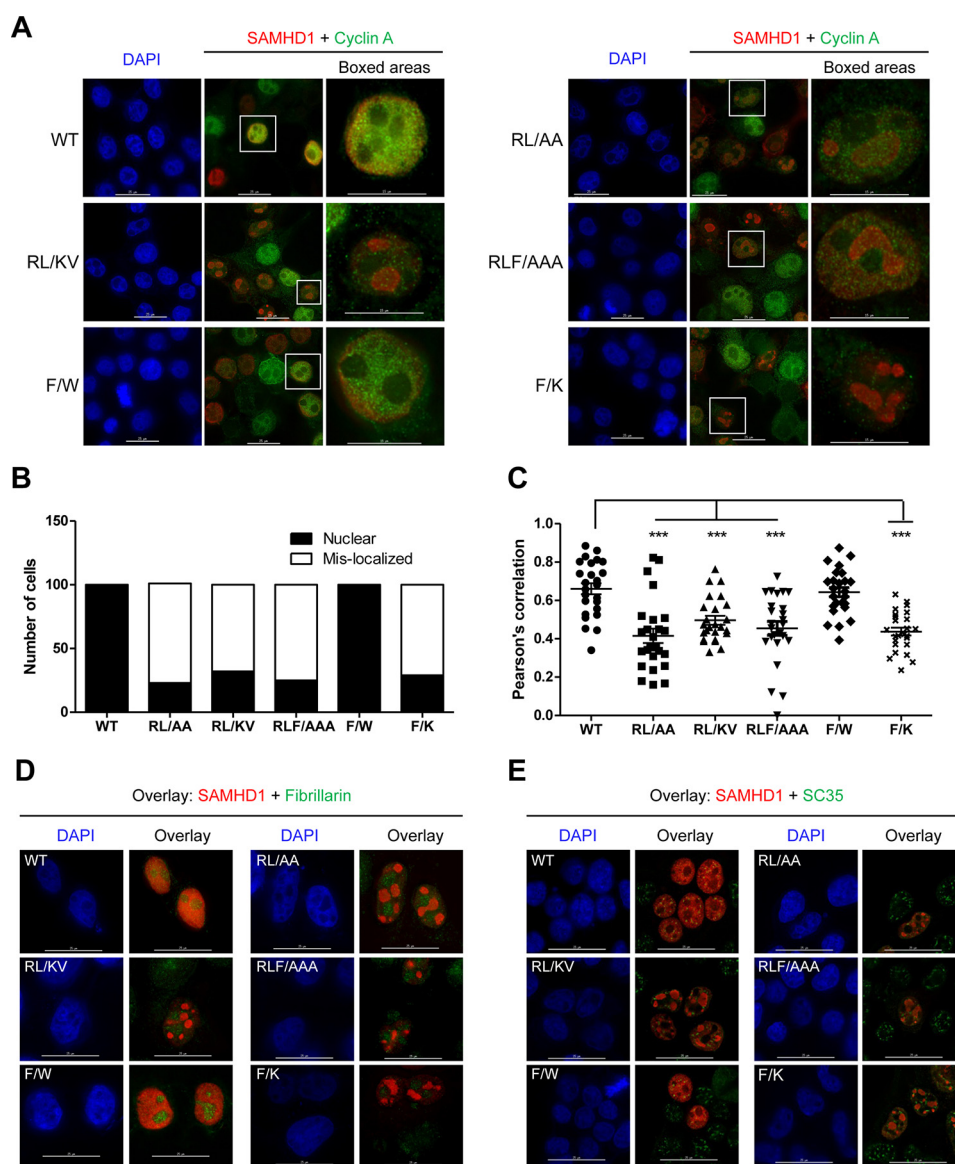 A
SAMHD1 + Cyclin A
DAPI
Boxed areas
WT
RL/KV
F/W
SAMHD1 + Cyclin A
DAPI
Boxed areas
RL/AA
RLF/AAA
F/K
B
Number of cells
150
100
50
0
Nuclear
Mis-localized
WT RL/AA RL/KV RLF/AAA F/W F/K
C
Pearson's correlation
1.0
0.8
0.6
0.4
0.2
0.0
*** *** *** ***
WT RL/AA RL/KV RLF/AAA F/W F/K
D
Overlay: SAMHD1 + Fibrillarin
DAPI Overlay DAPI Overlay
WT RL/AA
RL/KV RLF/AAA
F/W F/K
E
Overlay: SAMHD1 + SC35
DAPI Overlay DAPI Overlay
WT RL/AA
RL/KV RLF/AAA
F/W F/K